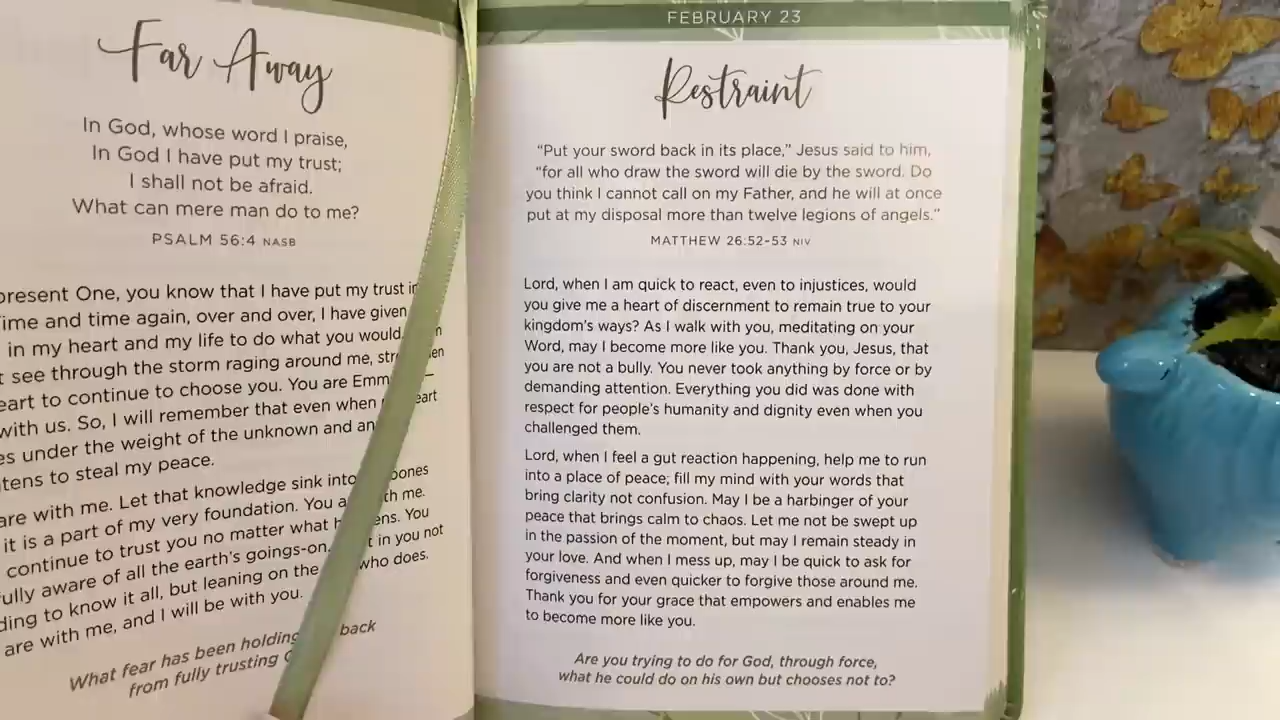 Far Away
In God, whose word I praise,
In God I have put my trust;
I shall not be afraid.
What can mere man do to me?
PSALM 56:4 NASB
present One, you know that I have put my trust
Time and time again, over and over, I have given
in my heart and my life to do what you would.
see through the storm raging around me,
to continue to choose you. You are
with us. So, I will remember that even when
under the weight of the unknown and
to steal my peace.
are with me. Let that knowledge sink into bones
it is a part of my very foundation. You with me.
continue to trust you no matter what You
fully aware of all the earth's goings-on. in you not
to know it all, but leaning on the who does.
are with me, and I will be with you.
What fear has been holding back
from fully trusting
FEBRUARY 23
Restraint
"Put your sword back in its place," Jesus said to him,
"for all who draw the sword will die by the sword. Do
you think I cannot call on my Father, and he will at once
put at my disposal more than twelve legions of angels."
MATTHEW 26:52-53 NIV
Lord, when I am quick to react, even to injustices, would
you give me a heart of discernment to remain true to your
kingdom's ways? As I walk with you, meditating on your
Word, may I become more like you. Thank you, Jesus, that
you are not a bully. You never took anything by force or by
demanding attention. Everything you did was done with
respect for people's humanity and dignity even when you
challenged them.
Lord, when I feel a gut reaction happening, help me to run
into a place of peace; fill my mind with your words that
bring clarity not confusion. May I be a harbinger of your
peace that brings calm to chaos. Let me not be swept up
in the passion of the moment, but may I remain steady in
your love. And when I mess up, may I be quick to ask for
forgiveness and even quicker to forgive those around me.
Thank you for your grace that empowers and enables me
to become more like you.
Are you trying to do for God, through force,
what he could do on his own but chooses not to?